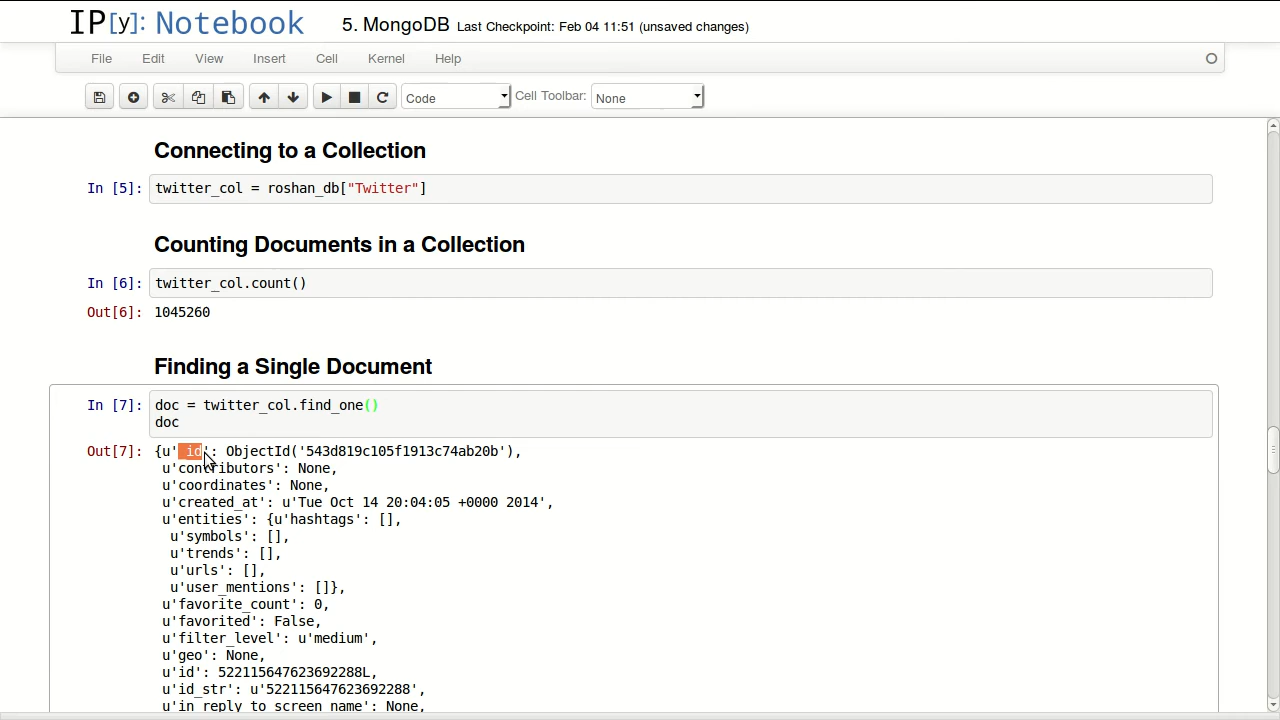 IP[y]: Notebook 5. MongoDB Last Checkpoint: Feb 04 11:51 (unsaved changes)
File Edit View Insert Cell Kernel Help
Code Cell Toolbar: None
Connecting to a Collection
In [5]: twitter_col = roshan_db["Twitter"]
Counting Documents in a Collection
In [6]: twitter_col.count()
Out[6]: 1045260
Finding a Single Document
In [7]: doc = twitter_col.find_one()
doc
Out[7]: {u'_id': ObjectId('543d819c105f1913c74ab20b'),
u'contributors': None,
u'coordinates': None,
u'created_at': u'Tue Oct 14 20:04:05 +0000 2014',
u'entities': {u'hashtags': [],
u'symbols': [],
u'trends': [],
u'urls': [],
u'user_mentions': []},
u'favorite_count': 0,
u'favorited': False,
u'filter_level': u'medium',
u'geo': None,
u'id': 522115647623692288L,
u'id_str': u'522115647623692288',
u'in_reply_to_screen_name': None,